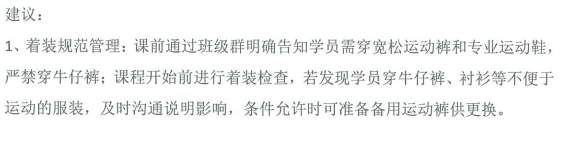 建议：
1、着装规范管理：课前通过班级群明确告知学员需穿宽松运动裤和专业运动鞋，
严禁穿牛仔裤；课程开始前进行着装检查，若发现学员穿牛仔裤、衬衫等不便于
运动的服装，及时沟通说明影响，条件允许时可准备备用运动裤供更换。